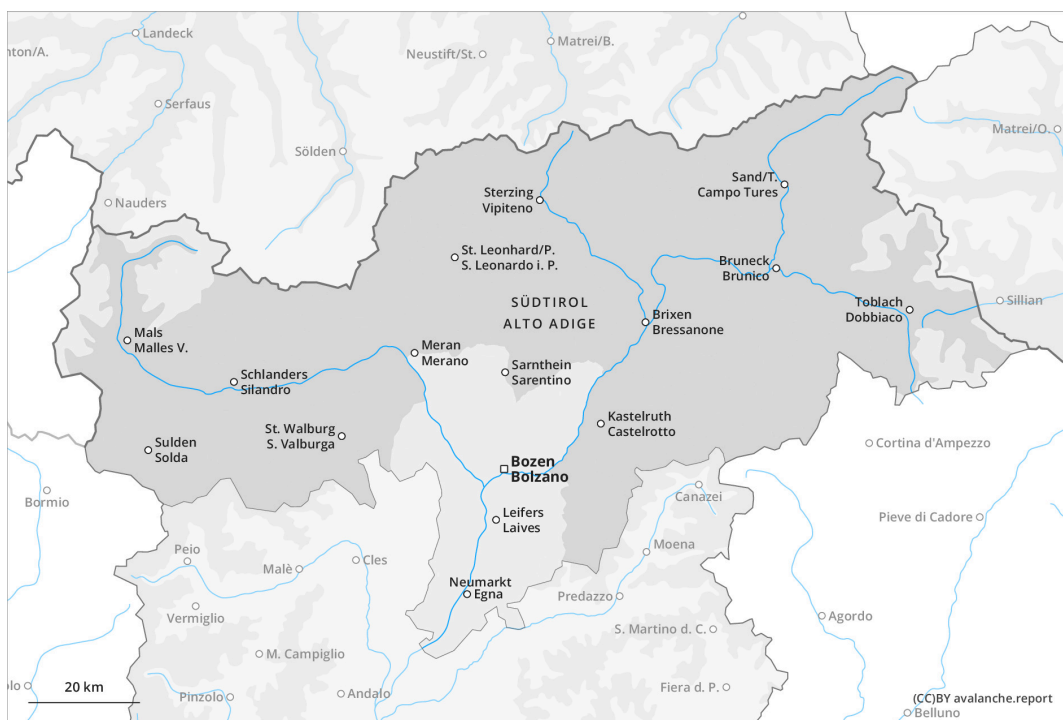 Landeck
nton/A.
Neustift/St.
Matrei/B.
Serfaus
Matrei/O.
Sölden
Nauders
Sand/T.
Campo Tures
Sterzing
Vipiteno
St. Leonhard/P.
S. Leonardo i. P.
Bruneck
Brunico
SÜDTIROL
ALTO ADIGE
Toblach
Dobbiaco
Sillian
Brixen
Bressanone
Mals
Malles V.
Meran
Merano
Sarnthein
Sarentino
Schlanders
Silandro
Kastelruth
Castelrotto
St. Walburg
S. Valburga
Sulden
Solda
Cortina d'Ampezzo
Bozen
Bolzano
Bormio
Canazei
Leifers
Laives
Pieve di Cadore
Peio
Malè
Cles
Moena
Neumarkt
Egna
Predazzo
Vermiglio
Agordo
S. Martino d. C.
M. Campiglio
20 km
olo
Pinzolo
Andalo
Fiera d. P.
(CC)BY avalanche.report
Belluno